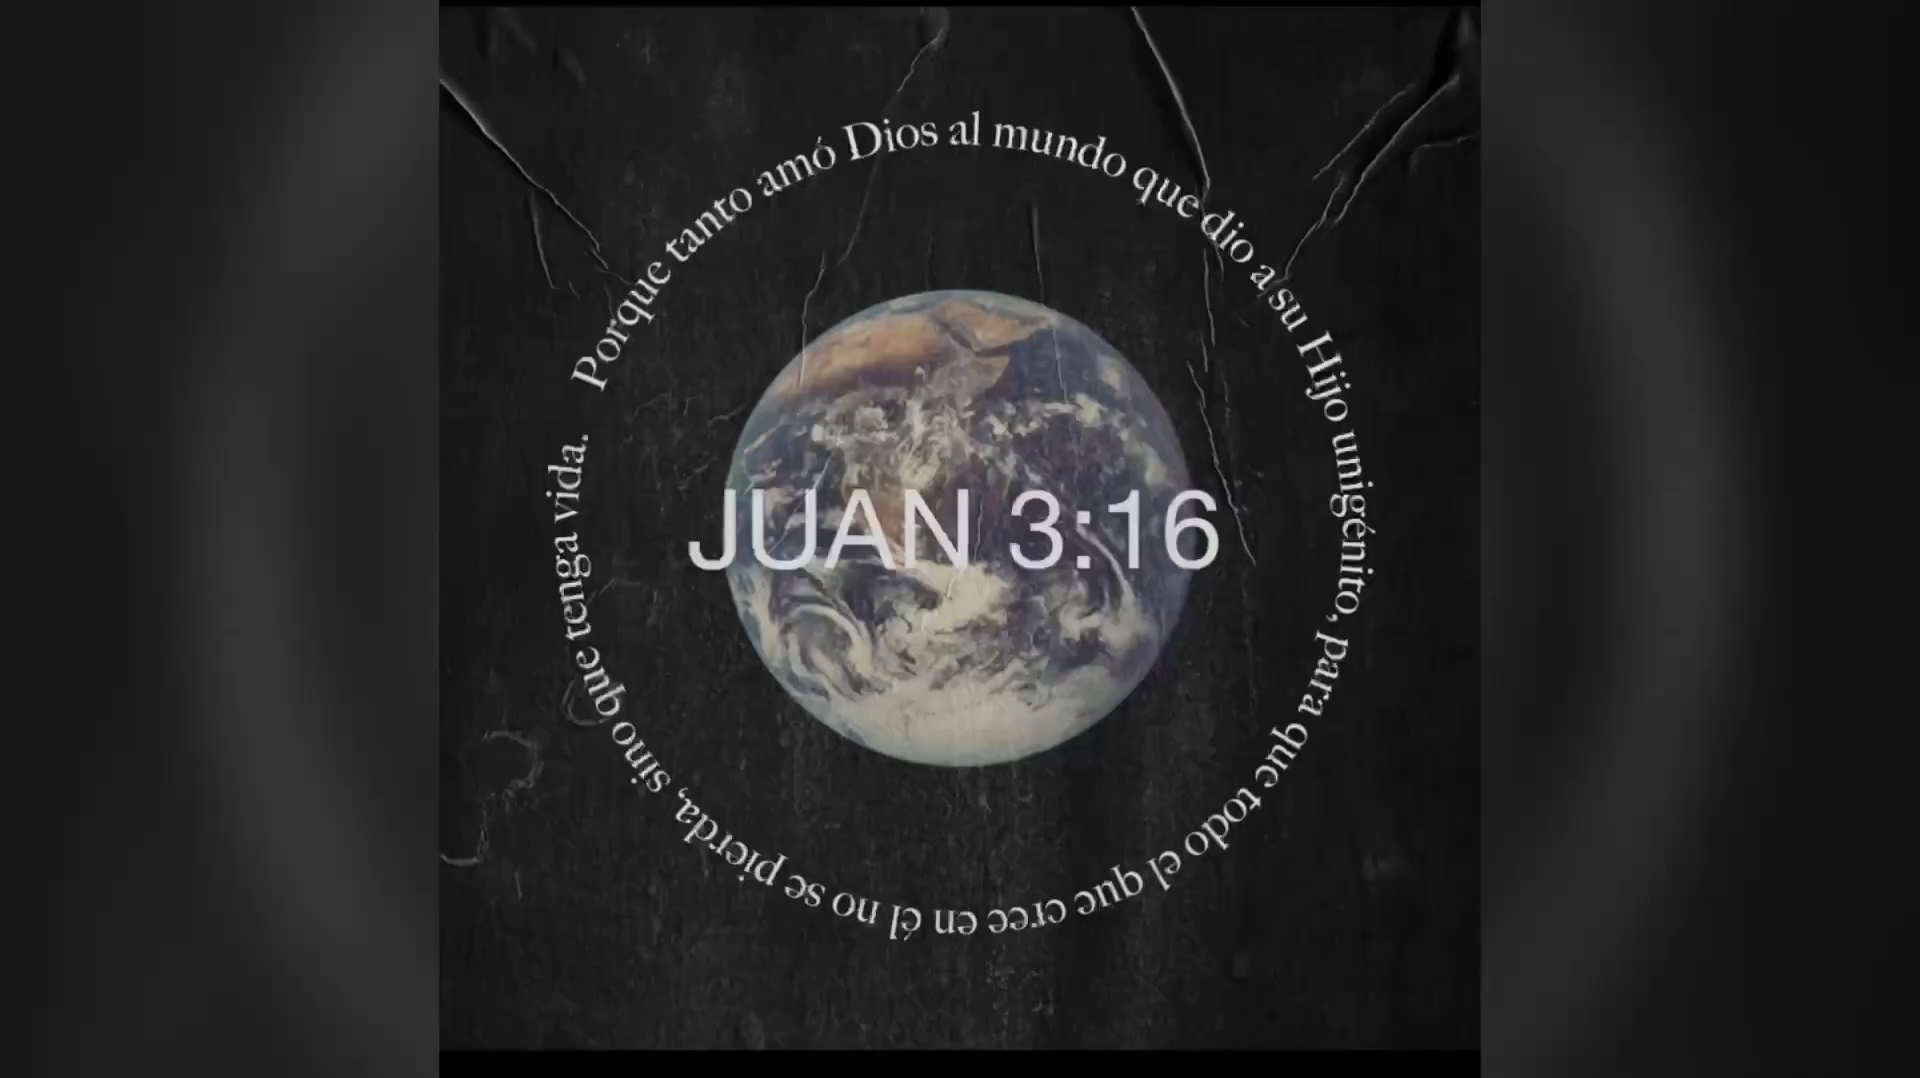 Porque tanto amó Dios al mundo que dio a su Hijo unigénito, para que todo el que cree en él no se pierda, sino que tenga vida.
JUAN 3:16